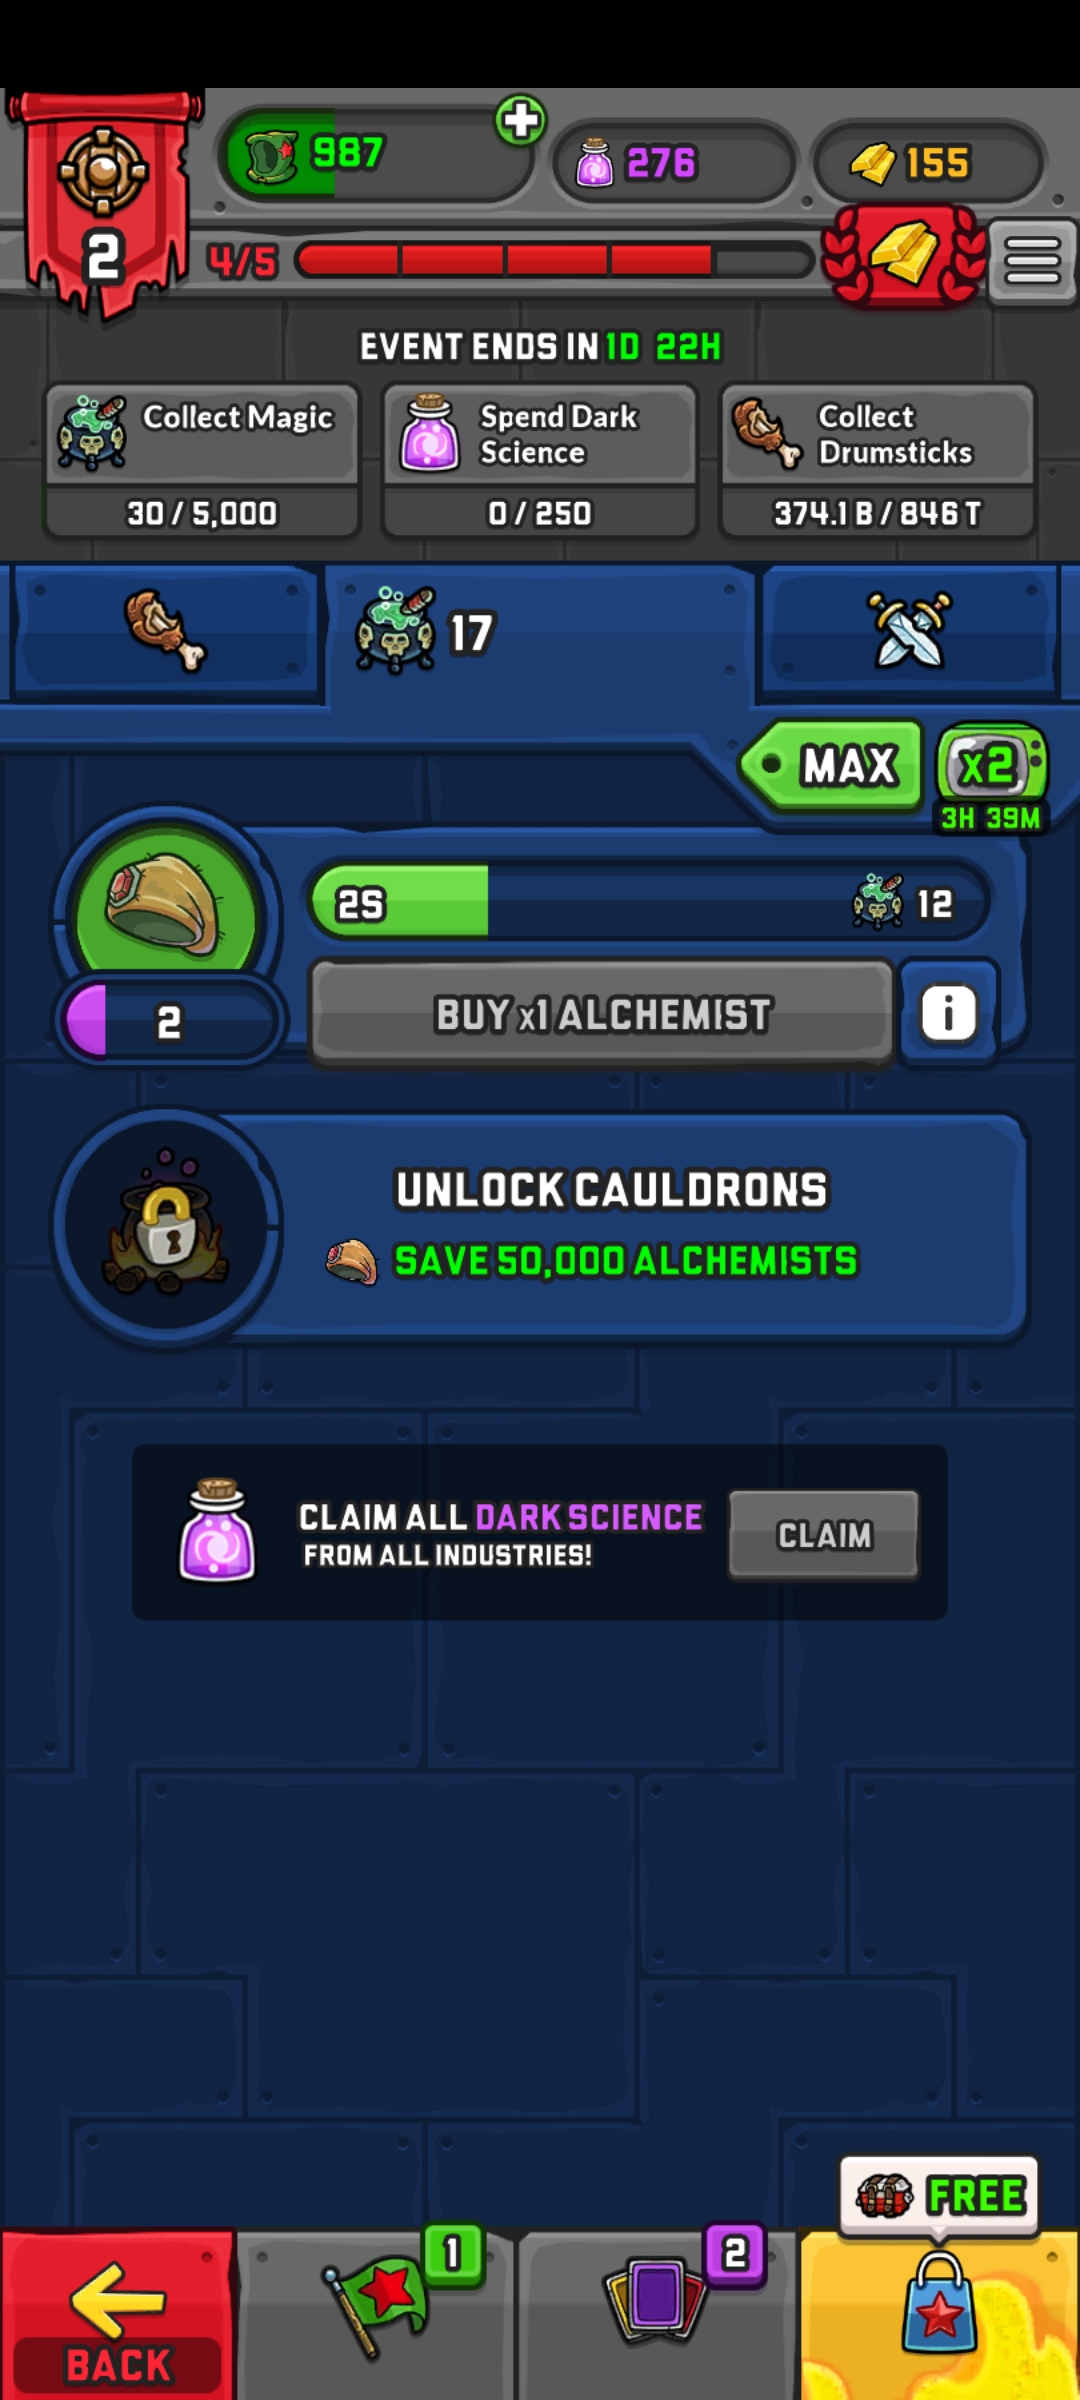 987
276
155
2
4/5
EVENT ENDS IN 1D 22H
Collect Magic
30 / 5,000
Spend Dark
Science
0 / 250
Collect
Drumsticks
374.1 B / 846 T
17
MAX
x2
3H 39M
2S
12
2
BUY x1 ALCHEMIST
i
UNLOCK CAULDRONS
SAVE 50,000 ALCHEMISTS
CLAIM ALL DARK SCIENCE
FROM ALL INDUSTRIES!
CLAIM
FREE
1
2
BACK